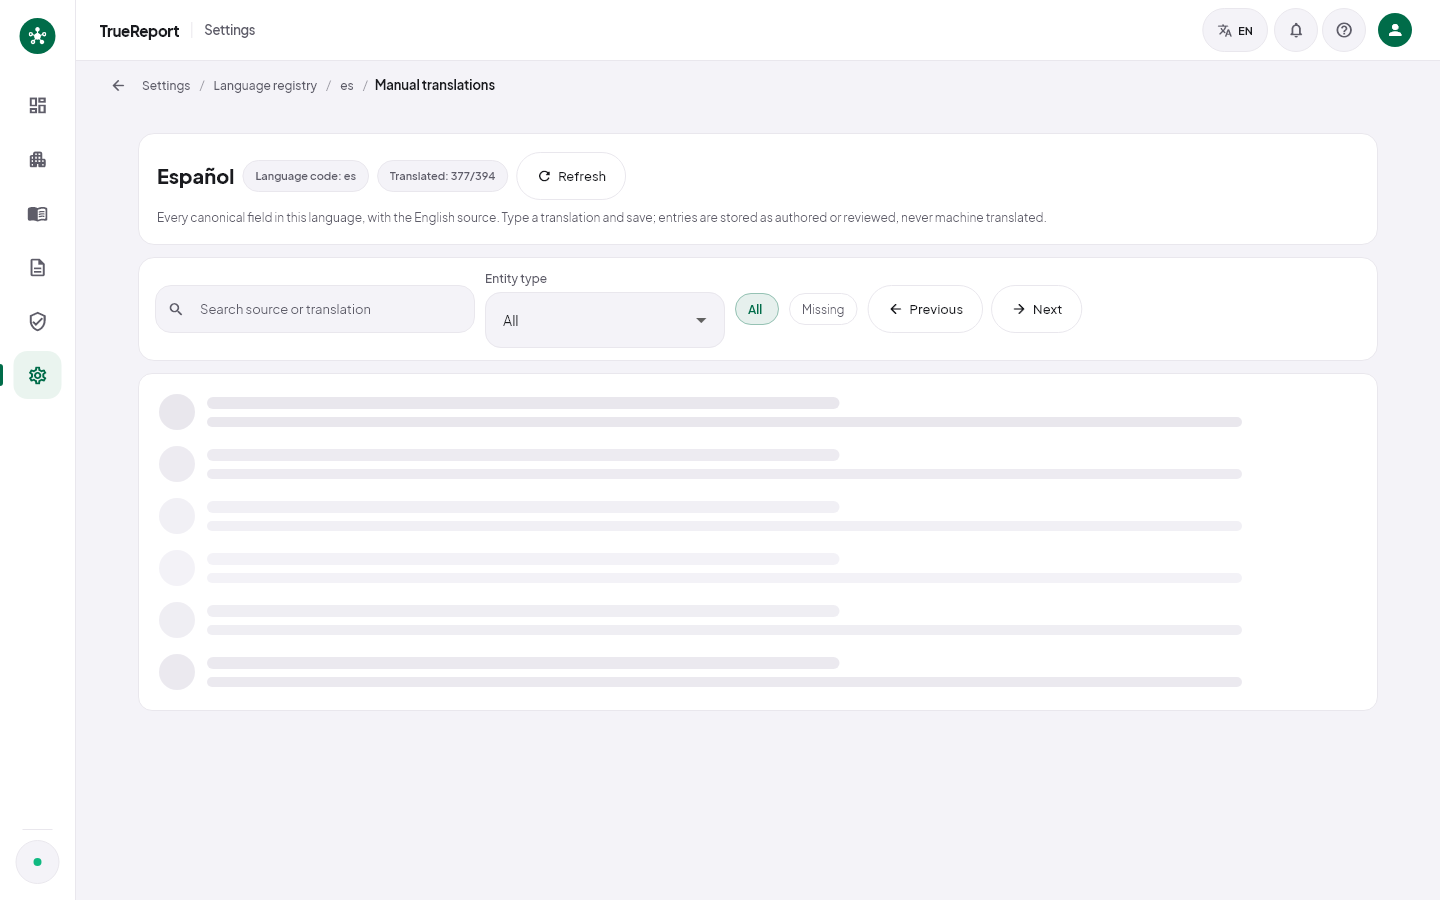 TrueReport
Settings
EN
Settings / Language registry / es / Manual translations
Español
Language code: es
Translated: 377/394
Refresh
Every canonical field in this language, with the English source. Type a translation and save; entries are stored as authored or reviewed, never machine translated.
Search source or translation
Entity type
All
All
Missing
Previous
Next